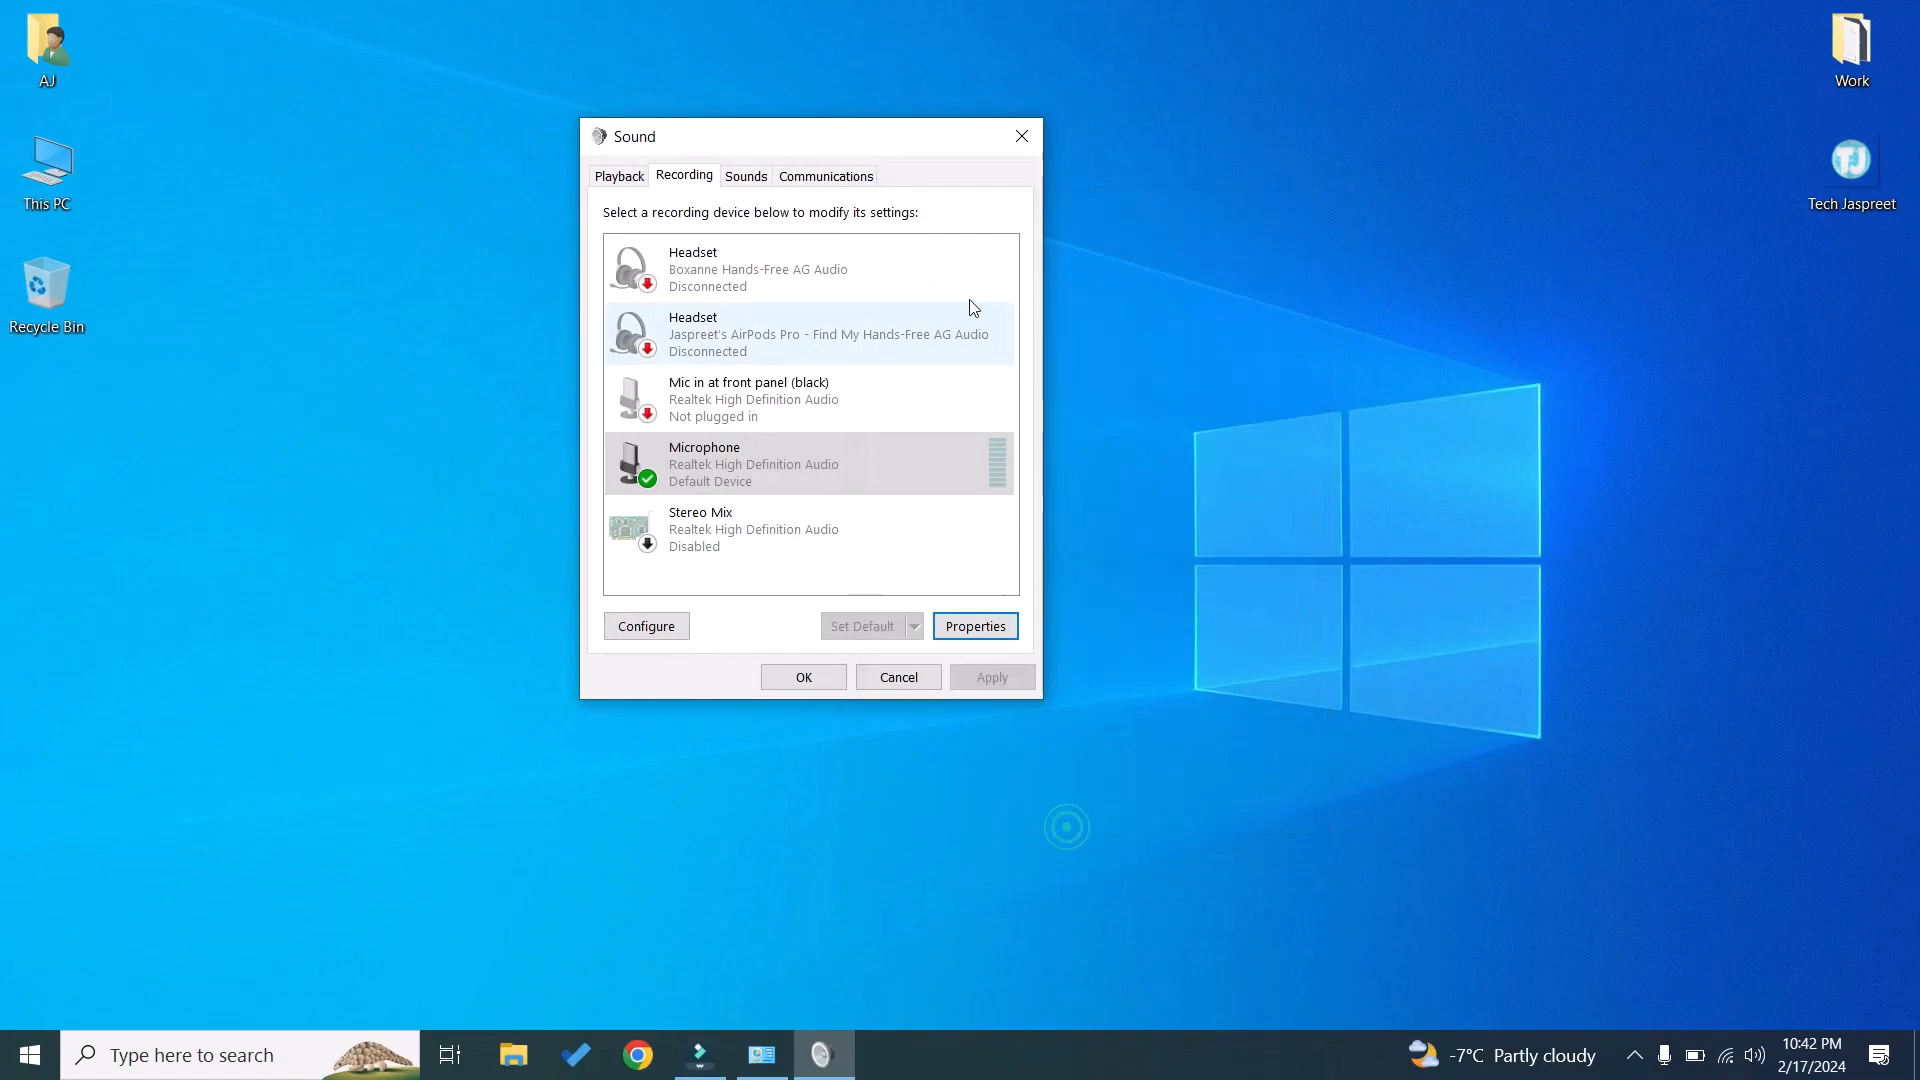 AJ
This PC
Recycle Bin
Work
TJ
Tech Jaspreet
Sound
Playback
Recording
Sounds
Communications
Select a recording device below to modify its settings:
Headset
Boxanne Hands-Free AG Audio
Disconnected
Headset
Jaspreet's AirPods Pro - Find My Hands-Free AG Audio
Disconnected
Mic in at front panel (black)
Realtek High Definition Audio
Not plugged in
Microphone
Realtek High Definition Audio
Default Device
Stereo Mix
Realtek High Definition Audio
Disabled
Configure
Set Default
Properties
OK
Cancel
Apply
Type here to search
-7°C Partly cloudy
10:42 PM
2/17/2024